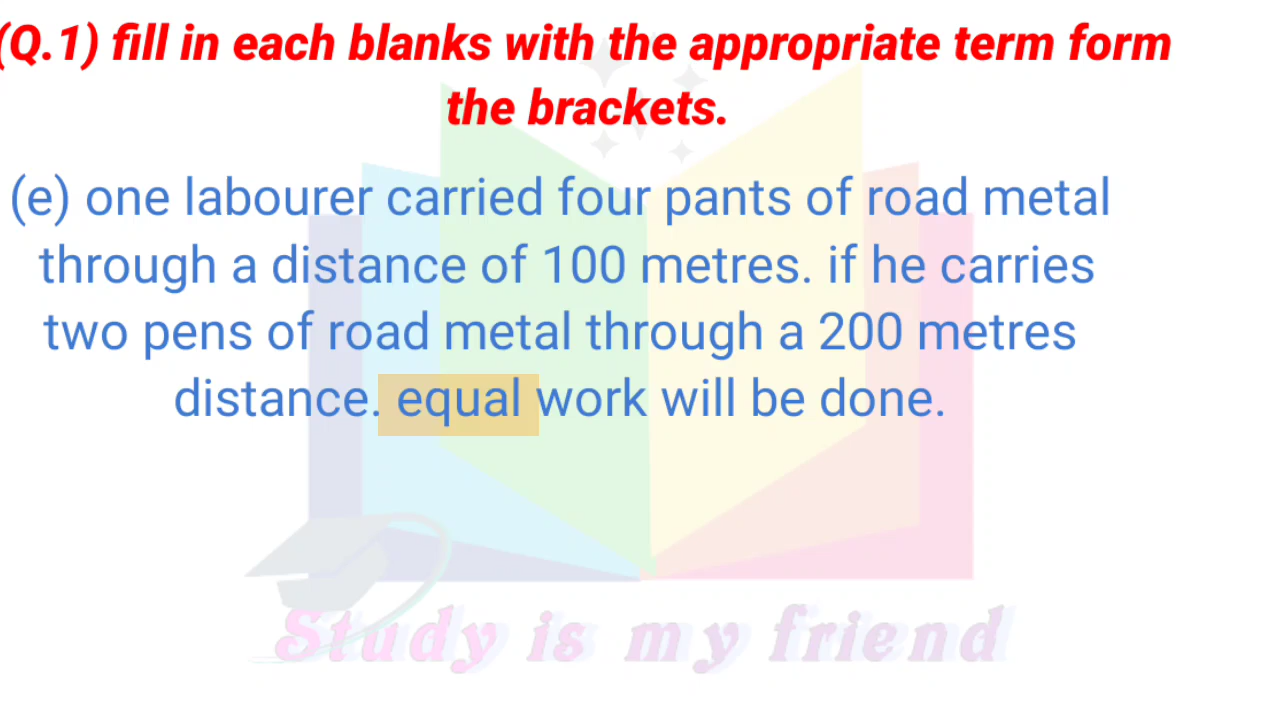 (Q.1) fill in each blanks with the appropriate term form
the brackets.
(e) one labourer carried four pants of road metal
through a distance of 100 metres. if he carries
two pens of road metal through a 200 metres
distance. equal work will be done.
Study is my friend